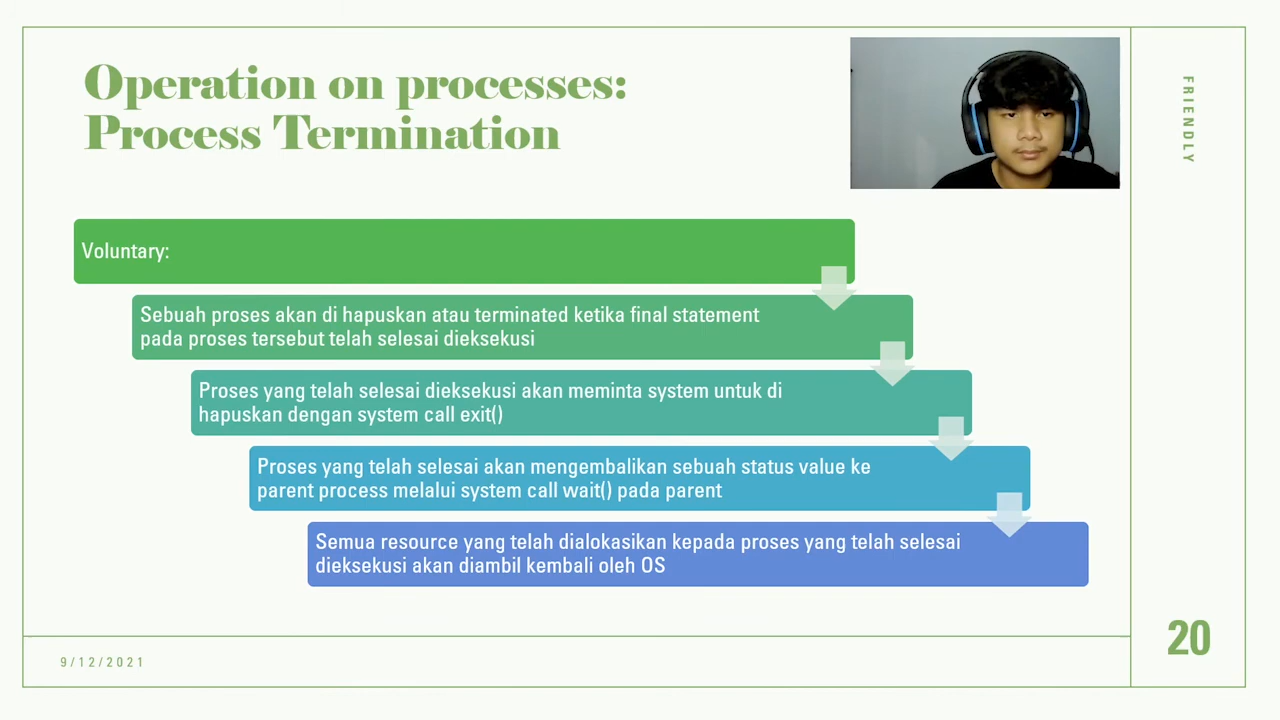 Operation on processes:
Process Termination
FRIENDLY
Voluntary:
Sebuah proses akan di hapuskan atau terminated ketika final statement
pada proses tersebut telah selesai dieksekusi
Proses yang telah selesai dieksekusi akan meminta system untuk di
hapuskan dengan system call exit()
Proses yang telah selesai akan mengembalikan sebuah status value ke
parent process melalui system call wait() pada parent
Semua resource yang telah dialokasikan kepada proses yang telah selesai
dieksekusi akan diambil kembali oleh OS
9/12/2021
20